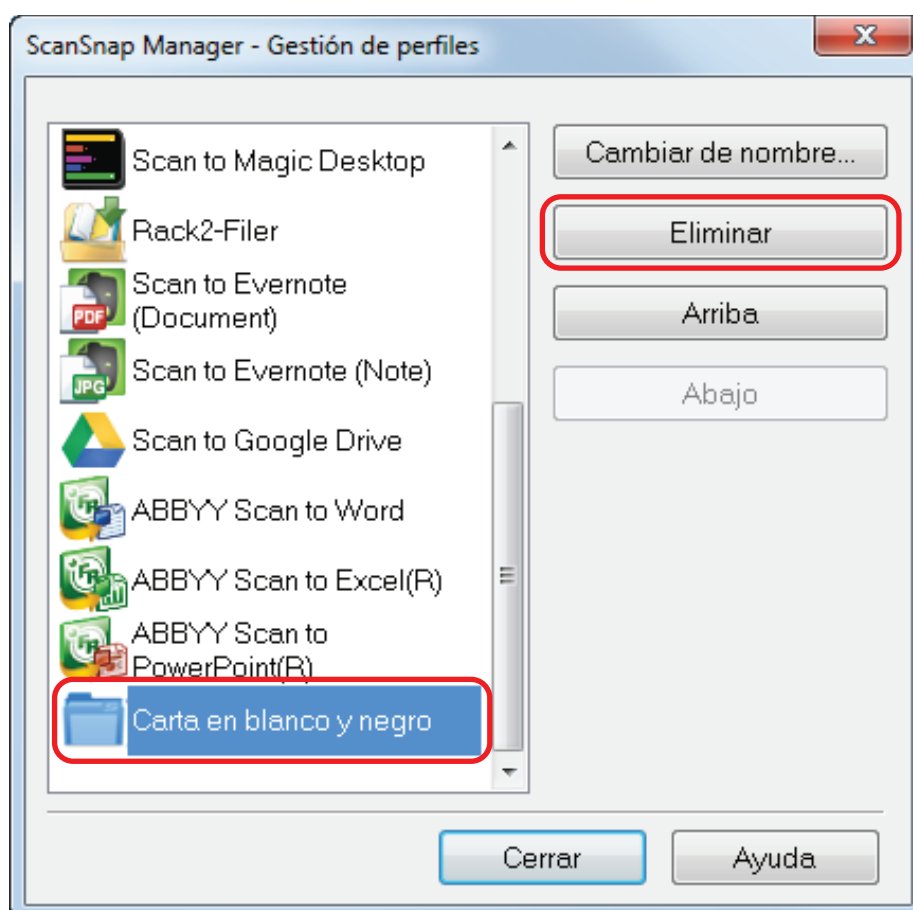 ScanSnap Manager - Gestión de perfiles
x
Scan to Magic Desktop
Rack2-Filer
Scan to Evernote
(Document)
PDF
Scan to Evernote (Note)
JPG
Scan to Google Drive
ABBYY Scan to Word
ABBYY Scan to Excel(R)
ABBYY Scan to
PowerPoint(R)
Carta en blanco y negro
Cambiar de nombre...
Eliminar
Arriba
Abajo
Cerrar
Ayuda